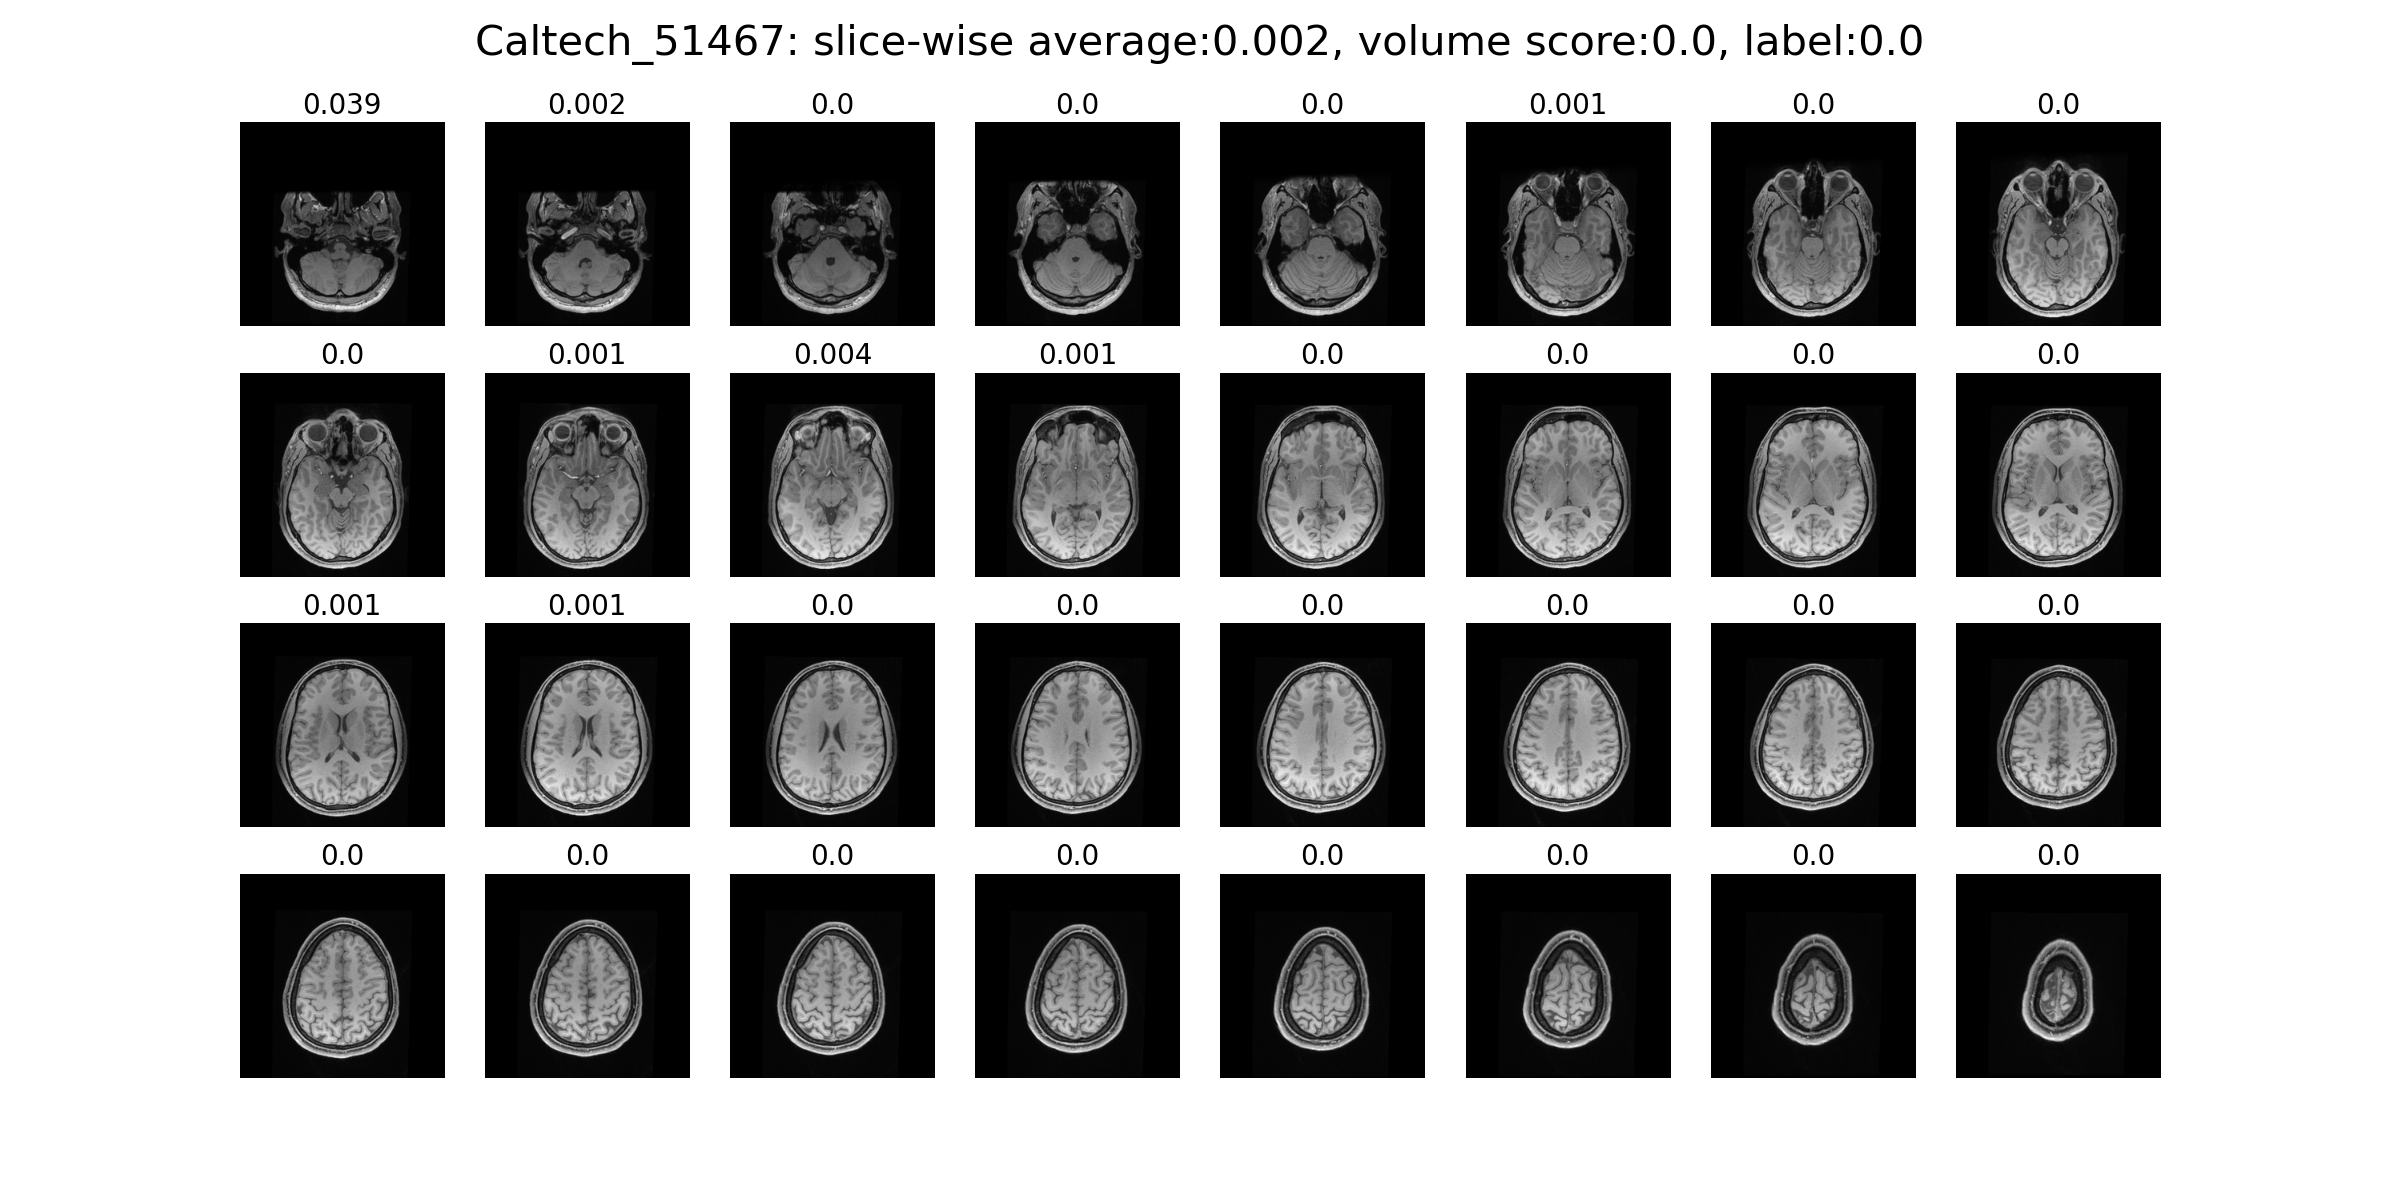 Caltech_51467: slice-wise average:0.002, volume score:0.0, label:0.0
0.039 0.002 0.0 0.0 0.0 0.001 0.0 0.0
0.0 0.001 0.004 0.001 0.0 0.0 0.0 0.0
0.001 0.001 0.0 0.0 0.0 0.0 0.0 0.0
0.0 0.0 0.0 0.0 0.0 0.0 0.0 0.0